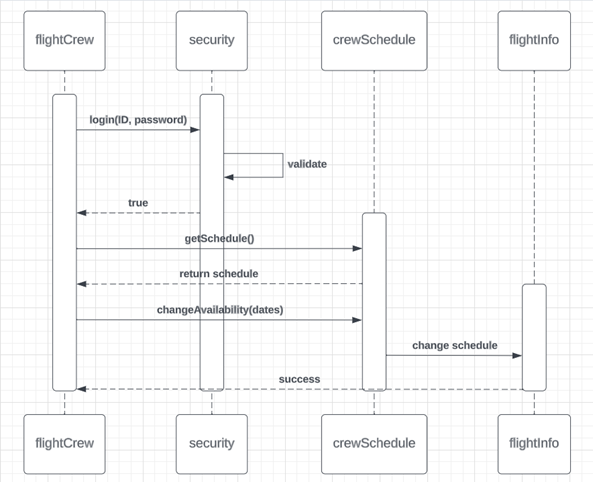 flightCrew
security
crewSchedule
flightInfo
login(ID, password)
validate
true
getSchedule()
return schedule
changeAvailability(dates)
change schedule
success
flightCrew
security
crewSchedule
flightInfo